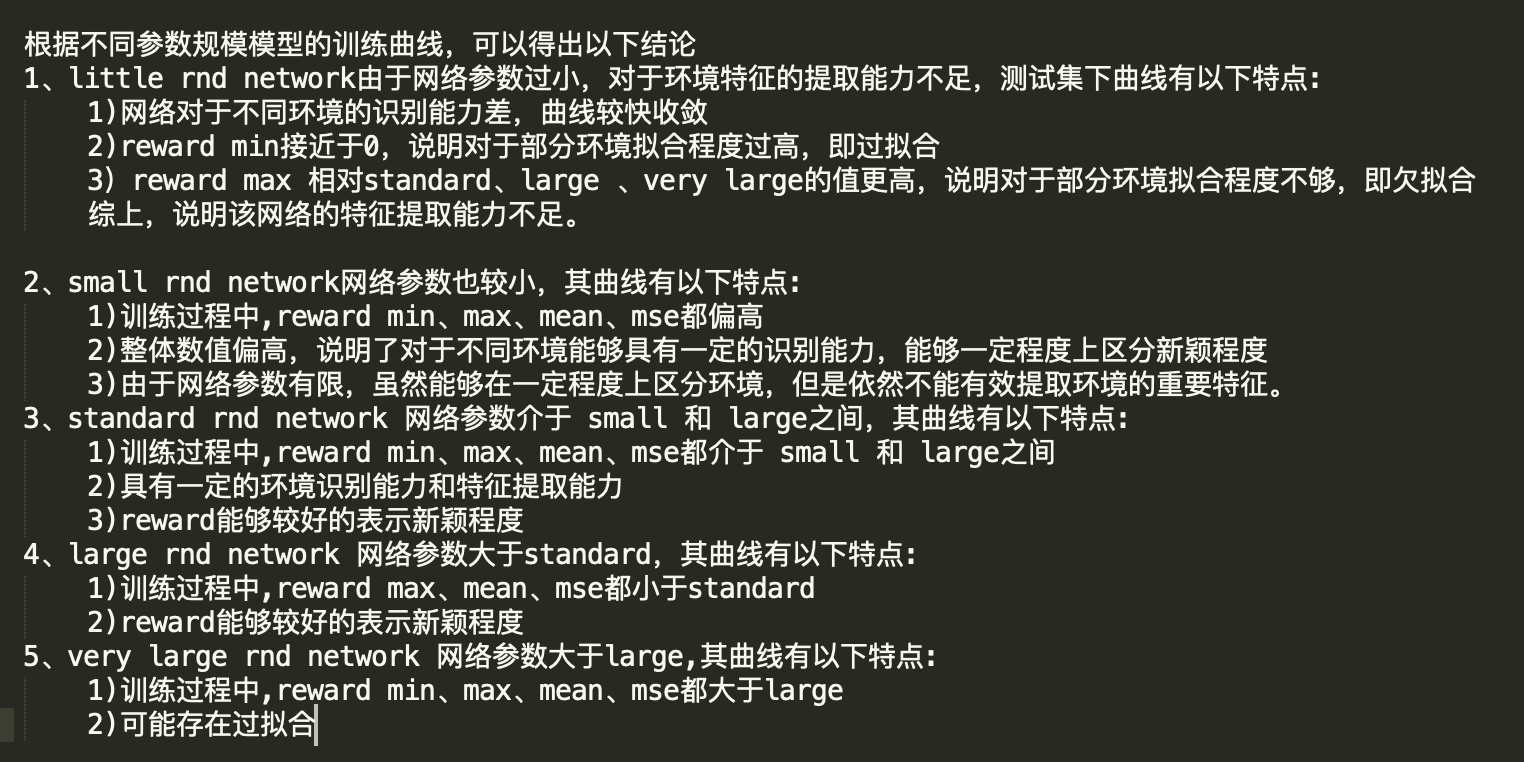 根据不同参数规模模型的训练曲线，可以得出以下结论
1、little rnd network由于网络参数过小，对于环境特征的提取能力不足，测试集下曲线有以下特点:
1)网络对于不同环境的识别能力差，曲线较快收敛
2)reward min接近于0，说明对于部分环境拟合程度过高，即过拟合
3) reward max 相对standard、large 、very large的值更高，说明对于部分环境拟合程度不够，即欠拟合
综上，说明该网络的特征提取能力不足。
2、small rnd network网络参数也较小，其曲线有以下特点:
1)训练过程中,reward min、max、mean、mse都偏高
2)整体数值偏高，说明了对于不同环境能够具有一定的识别能力，能够一定程度上区分新颖程度
3)由于网络参数有限，虽然能够在一定程度上区分环境，但是依然不能有效提取环境的重要特征。
3、standard rnd network 网络参数介于 small 和 large之间，其曲线有以下特点:
1)训练过程中,reward min、max、mean、mse都介于 small 和 large之间
2)具有一定的环境识别能力和特征提取能力
3)reward能够较好的表示新颖程度
4、large rnd network 网络参数大于standard，其曲线有以下特点:
1)训练过程中,reward max、mean、mse都小于standard
2)reward能够较好的表示新颖程度
5、very large rnd network 网络参数大于large,其曲线有以下特点:
1)训练过程中,reward min、max、mean、mse都大于large
2)可能存在过拟合